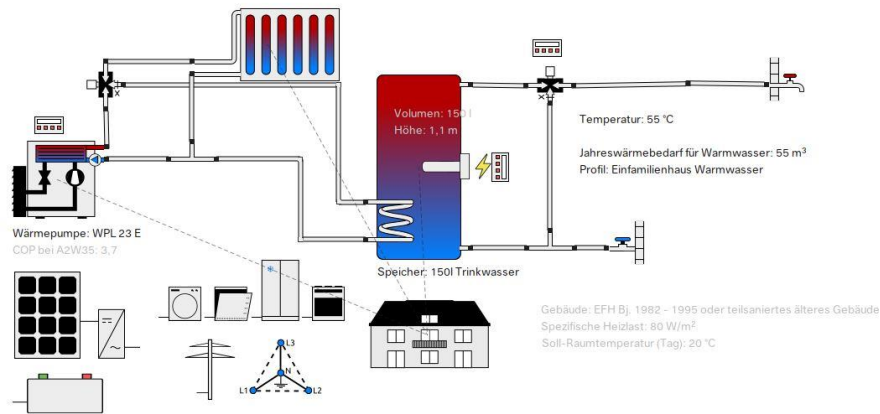 Volumen: 150 l
Höhe: 1,1 m
Temperatur: 55 °C
Jahreswärmebedarf für Warmwasser: 55 m³
Profil: Einfamilienhaus Warmwasser
Wärmepumpe: WPL 23 E
COP bei A2W35: 3,7
Speicher: 150l Trinkwasser
Gebäude: EFH Bj. 1982 - 1995 oder teilsaniertes älteres Gebäude
Spezifische Heizlast: 80 W/m²
Soll-Raumtemperatur (Tag): 20 °C
L3
N
L1
L2